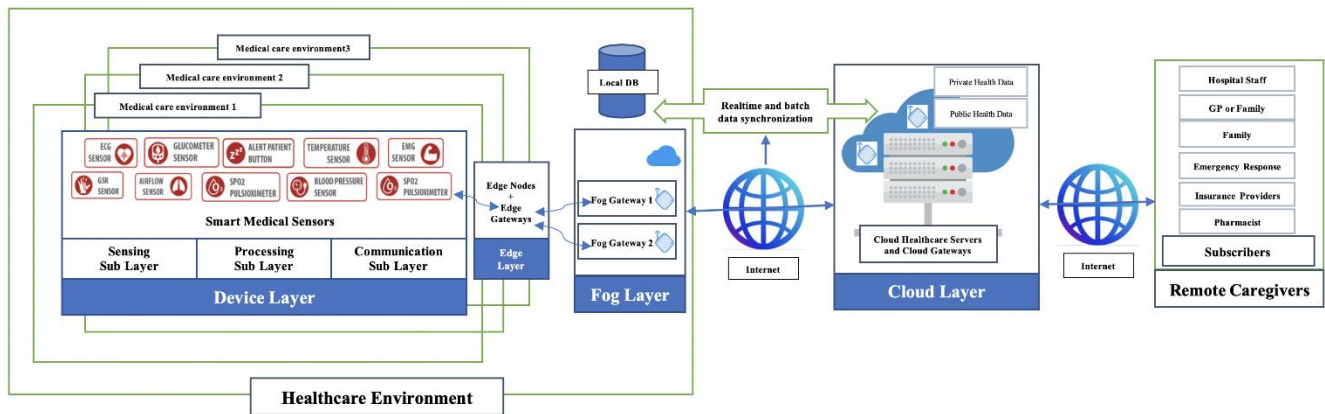 Medical care environment3
Medical care environment 2
Medical care environment 1
ECG
SENSOR
GLUCOMETER
SENSOR
ALERT PATIENT
BUTTON
TEMPERATURE
SENSOR
EMG
SENSOR
GSR
SENSOR
AIRFLOW
SENSOR
SPO2
PULSIOXIMETER
BLOOD PRESSURE
SENSOR
SPO2
PULSIOXIMETER
Smart Medical Sensors
Sensing
Sub Layer
Processing
Sub Layer
Communication
Sub Layer
Device Layer
Edge Nodes
+
Edge
Gateways
Edge
Layer
Local DB
Fog Gateway 1
Fog Gateway 2
Fog Layer
Healthcare Environment
Realtime and batch
data synchronization
Internet
Private Health Data
Public Health Data
Cloud Healthcare Servers
and Cloud Gateways
Cloud Layer
Internet
Hospital Staff
GP or Family
Family
Emergency Response
Insurance Providers
Pharmacist
Subscribers
Remote Caregivers